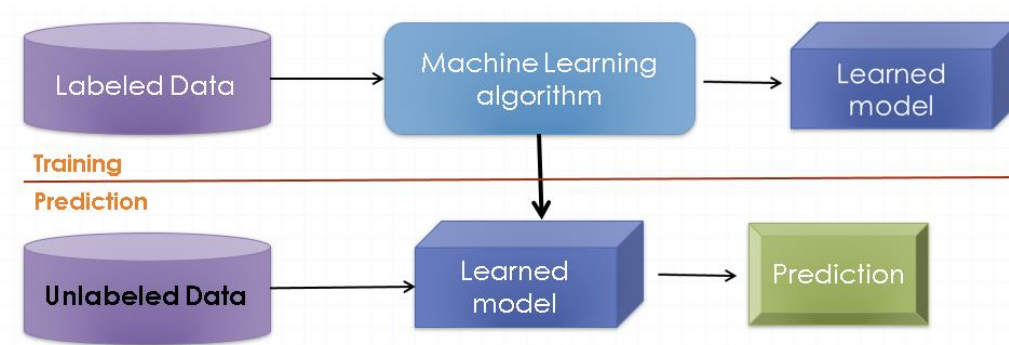 Labeled Data
Machine Learning
algorithm
Learned
model
Training
Prediction
Unlabeled Data
Learned
model
Prediction